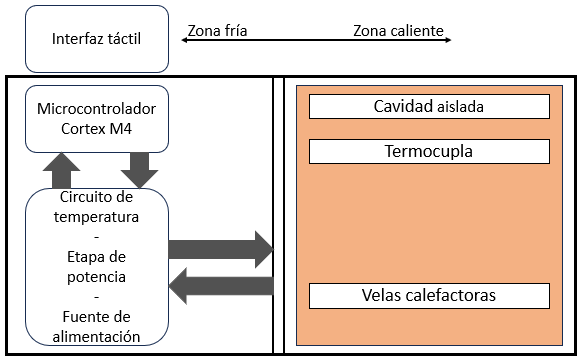 Interfaz táctil
Zona fría
Zona caliente
Microcontrolador
Cortex M4
Circuito de
temperatura
-
Etapa de
potencia
-
Fuente de
alimentación
Cavidad aislada
Termocupla
Velas calefactoras